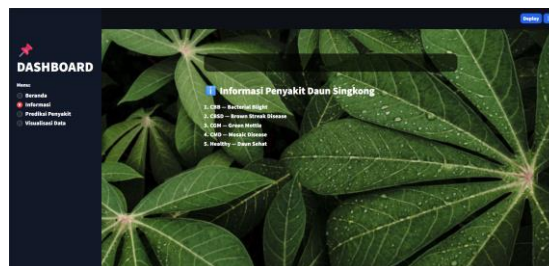 Deploy
DASHBOARD
Menu:
Beranda
Informasi
Prediksi Penyakit
Visualisasi Data
Informasi Penyakit Daun Singkong
1. CBB — Bacterial Blight
2. CBSD — Brown Streak Disease
3. CGM — Green Mottle
4. CMD — Mosaic Disease
5. Healthy — Daun Sehat